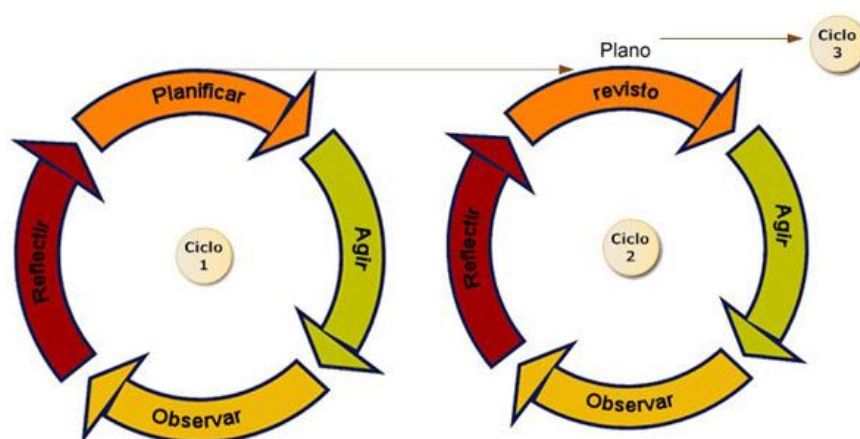 Planificar
Agir
Observar
Reflectir
Ciclo
1
Plano
revisto
Agir
Observar
Reflectir
Ciclo
2
Ciclo
3